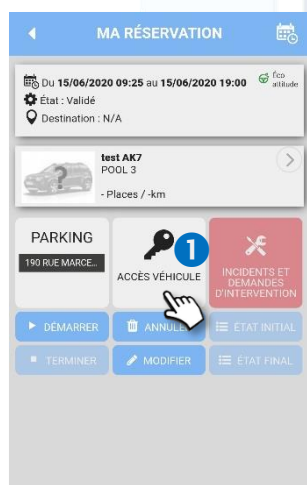 MA RÉSERVATION
Du 15/06/2020 09:25 au 15/06/2020 19:00
Éco
attitude
État : Validé
Destination : N/A
test AK7
POOL 3
- Places / -km
?
PARKING
190 RUE MARCE...
1
ACCÈS VÉHICULE
INCIDENTS ET
DEMANDES
D'INTERVENTION
DÉMARRER
ANNULE
ÉTAT INITIAL
TERMINER
MODIFIER
ÉTAT FINAL